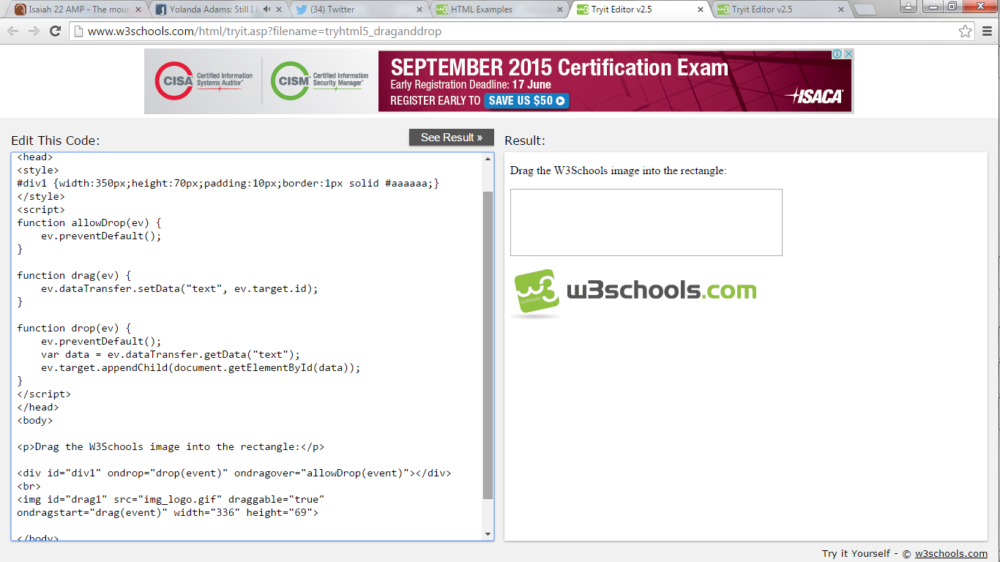 Isaiah 22 AMP - The moun
Yolanda Adams: Still I R
(34) Twitter
HTML Examples
Tryit Editor v2.5
Tryit Editor v2.5
www.w3schools.com/html/tryit.asp?filename=tryhtml5_draganddrop
CISA Certified Information Systems Auditor
CISM Certified Information Security Manager
SEPTEMBER 2015 Certification Exam
Early Registration Deadline: 17 June
REGISTER EARLY TO SAVE US $50
ISACA
Edit This Code:
See Result »
<head>
<style>
#div1 {width:350px;height:70px;padding:10px;border:1px solid #aaaaaa;}
</style>
<script>
function allowDrop(ev) {
    ev.preventDefault();
}

function drag(ev) {
    ev.dataTransfer.setData("text", ev.target.id);
}

function drop(ev) {
    ev.preventDefault();
    var data = ev.dataTransfer.getData("text");
    ev.target.appendChild(document.getElementById(data));
}
</script>
</head>
<body>

<p>Drag the W3Schools image into the rectangle:</p>

<div id="div1" ondrop="drop(event)" ondragover="allowDrop(event)"></div>
<br>
<img id="drag1" src="img_logo.gif" draggable="true"
ondragstart="drag(event)" width="336" height="69">

</body>
Result:
Drag the W3Schools image into the rectangle:
w3 schools
w3schools.com
Try it Yourself - © w3schools.com